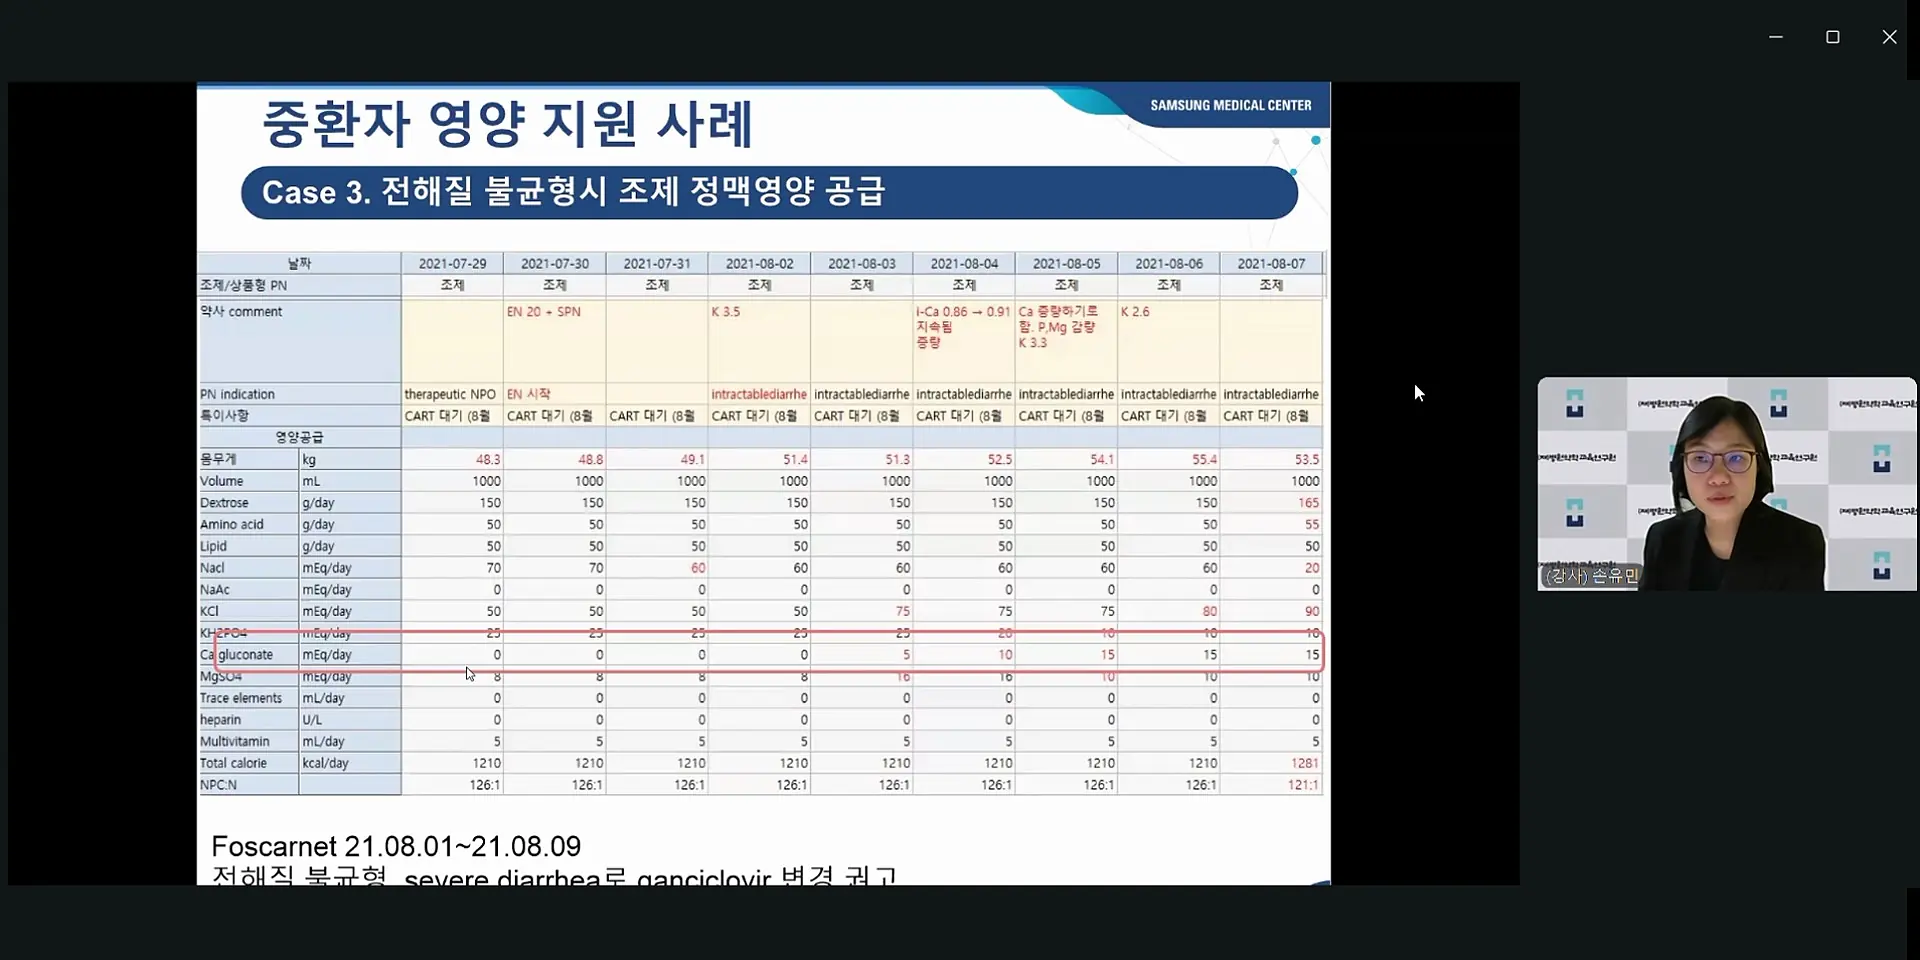 SAMSUNG MEDICAL CENTER
중환자 영양 지원 사례
Case 3. 전해질 불균형시 조제 정맥영양 공급
날짜 2021-07-29 2021-07-30 2021-07-31 2021-08-02 2021-08-03 2021-08-04 2021-08-05 2021-08-06 2021-08-07
조제/상품형 PN 조제 조제 조제 조제 조제 조제 조제 조제 조제
약사 comment EN 20 + SPN K 3.5 i-Ca 0.86 → 0.91 Ca 증량하기로 K 2.6
지속됨 함. P,Mg 감량
증량 K 3.3
PN indication therapeutic NPO EN 시작 intractablediarrhe intractablediarrhe intractablediarrhe intractablediarrhe intractablediarrhe intractablediarrhe
특이사항 CART 대기 (8월 CART 대기 (8월 CART 대기 (8월 CART 대기 (8월 CART 대기 (8월 CART 대기 (8월 CART 대기 (8월 CART 대기 (8월 CART 대기 (8월
영양공급
몸무게 kg 48.3 48.8 49.1 51.4 51.3 52.5 54.1 55.4 53.5
Volume mL 1000 1000 1000 1000 1000 1000 1000 1000 1000
Dextrose g/day 150 150 150 150 150 150 150 150 165
Amino acid g/day 50 50 50 50 50 50 50 50 55
Lipid g/day 50 50 50 50 50 50 50 50 50
Nacl mEq/day 70 70 60 60 60 60 60 60 20
NaAc mEq/day 0 0 0 0 0 0 0 0 0
KCl mEq/day 50 50 50 50 75 75 75 80 90
KH2PO4 mEq/day 25 25 25 25 25 20 10 10 10
Ca gluconate mEq/day 0 0 0 0 5 10 15 15 15
MgSO4 mEq/day 8 8 8 8 16 16 10 10 10
Trace elements mL/day 0 0 0 0 0 0 0 0 0
heparin U/L 0 0 0 0 0 0 0 0 0
Multivitamin mL/day 5 5 5 5 5 5 5 5 5
Total calorie kcal/day 1210 1210 1210 1210 1210 1210 1210 1210 1281
NPC:N 126:1 126:1 126:1 126:1 126:1 126:1 126:1 126:1 121:1
Foscarnet 21.08.01~21.08.09
전해질 불균형, severe diarrhea로 ganciclovir 변경 권고
(강사) 손유민